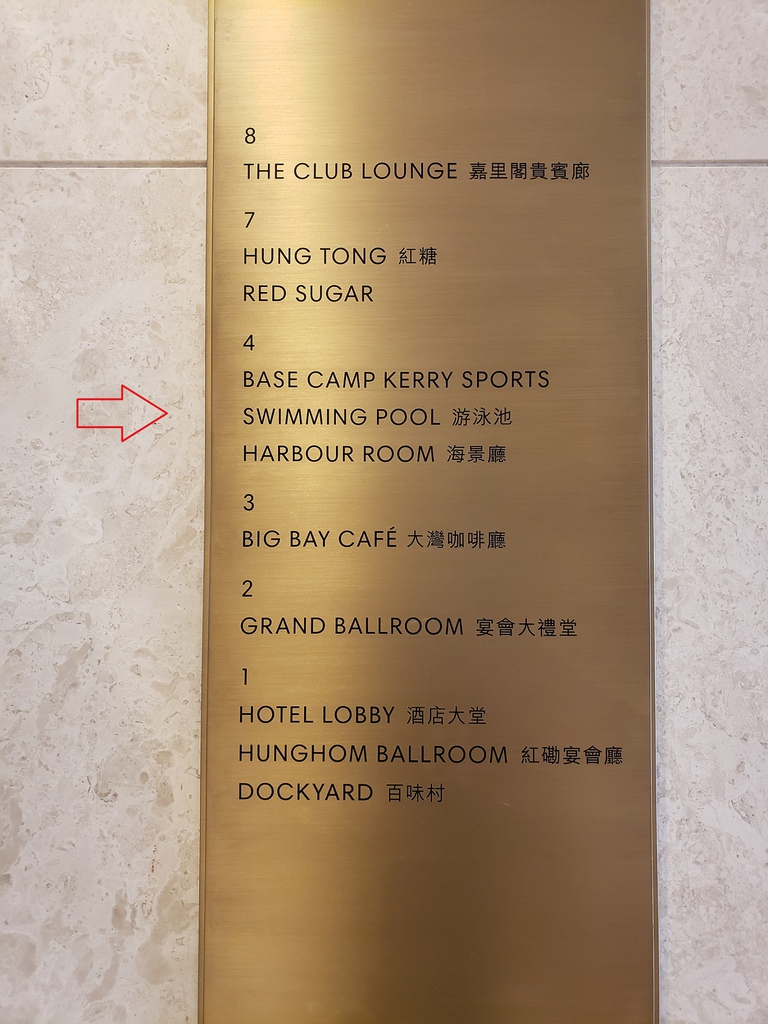 8
THE CLUB LOUNGE 嘉里閣貴賓廊
7
HUNG TONG 紅糖
RED SUGAR
4
BASE CAMP KERRY SPORTS
SWIMMING POOL 游泳池
HARBOUR ROOM 海景廳
3
BIG BAY CAFÉ 大灣咖啡廳
2
GRAND BALLROOM 宴會大禮堂
1
HOTEL LOBBY 酒店大堂
HUNGHOM BALLROOM 紅磡宴會廳
DOCKYARD 百味村